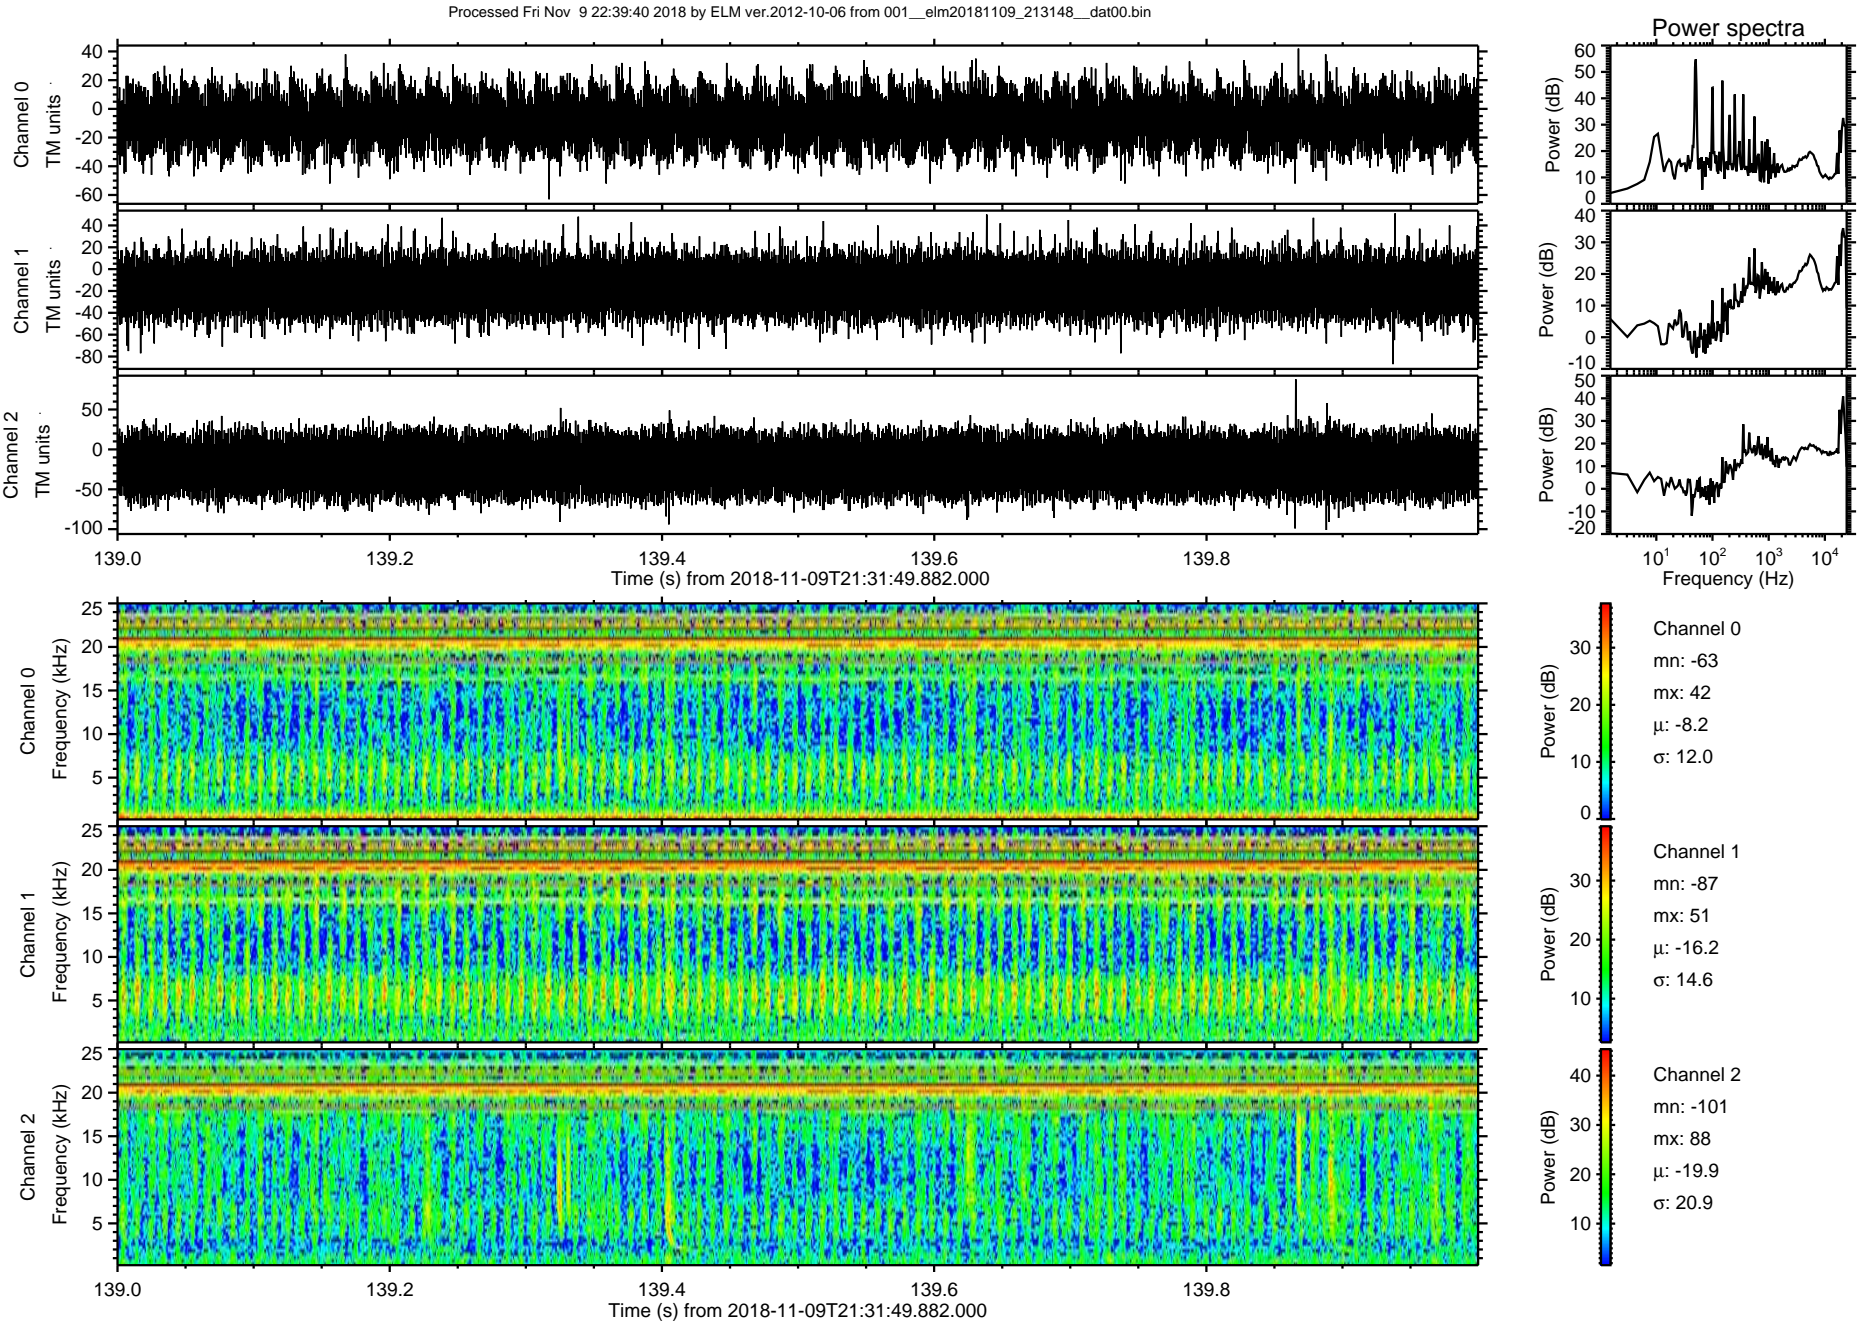 Processed Fri Nov  9 22:39:40 2018 by ELM ver.2012-10-06 from 001__elm20181109_213148__dat00.bin
Power spectra
Channel 0
TM units
40
20
0
-20
-40
-60
Power (dB)
60
50
40
30
20
10
0
Channel 1
TM units
40
20
0
-20
-40
-60
-80
Power (dB)
40
30
20
10
0
-10
Channel 2
TM units
50
0
-50
-100
Power (dB)
50
40
30
20
10
0
-10
-20
139.0 139.2 139.4 139.6 139.8
Time (s) from 2018-11-09T21:31:49.882.000
10^1 10^2 10^3 10^4
Frequency (Hz)
Channel 0
Frequency (kHz)
25
20
15
10
5
Power (dB)
30
20
10
0
Channel 0
mn: -63
mx: 42
μ: -8.2
σ: 12.0
Channel 1
Frequency (kHz)
25
20
15
10
5
Power (dB)
30
20
10
Channel 1
mn: -87
mx: 51
μ: -16.2
σ: 14.6
Channel 2
Frequency (kHz)
25
20
15
10
5
Power (dB)
40
30
20
10
Channel 2
mn: -101
mx: 88
μ: -19.9
σ: 20.9
139.0 139.2 139.4 139.6 139.8
Time (s) from 2018-11-09T21:31:49.882.000